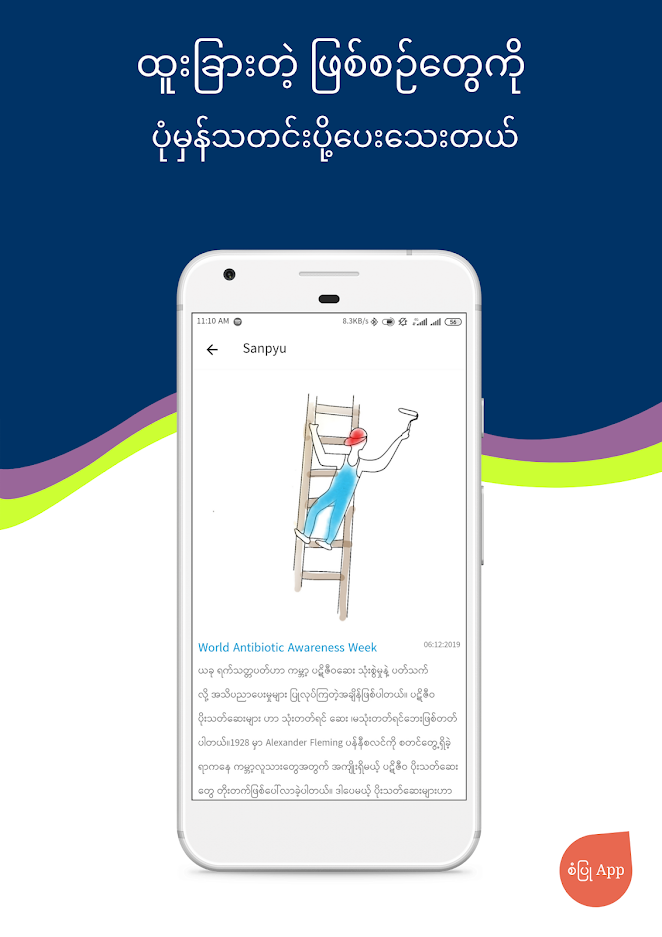 ထူးခြားတဲ့ ဖြစ်စဉ်တွေကို
ပုံမှန်သတင်းပို့ပေးသေးတယ်
11:10 AM
8.3KB/s
56
Sanpyu
World Antibiotic Awareness Week
06:12:2019
ယခု ရက်သတ္တပတ်ဟာ ကမ္ဘာ့ ပဋိဇီဝဆေး သုံးစွဲမှုနဲ့ ပတ်သက်
လို့ အသိပညာပေးမှုများ ပြုလုပ်ကြတဲ့အချိန်ဖြစ်ပါတယ်။ ပဋိဇီဝ
ပိုးသတ်ဆေးများ ဟာ သုံးတတ်ရင် ဆေး ၊မသုံးတတ်ရင်ဘေးဖြစ်တတ်
ပါတယ်။1928 မှာ Alexander Fleming ပန်နီစလင်ကို စတင်တွေ့ရှိခဲ့
ရာကနေ ကမ္ဘာ့လူသားတွေအတွက် အကျိုးရှိမယ့် ပဋိဇီဝ ပိုးသတ်ဆေး
တွေ တိုးတက်ဖြစ်ပေါ်လာခဲ့ပါတယ်။ ဒါပေမယ့် ပိုးသတ်ဆေးများဟာ
စံပြု App